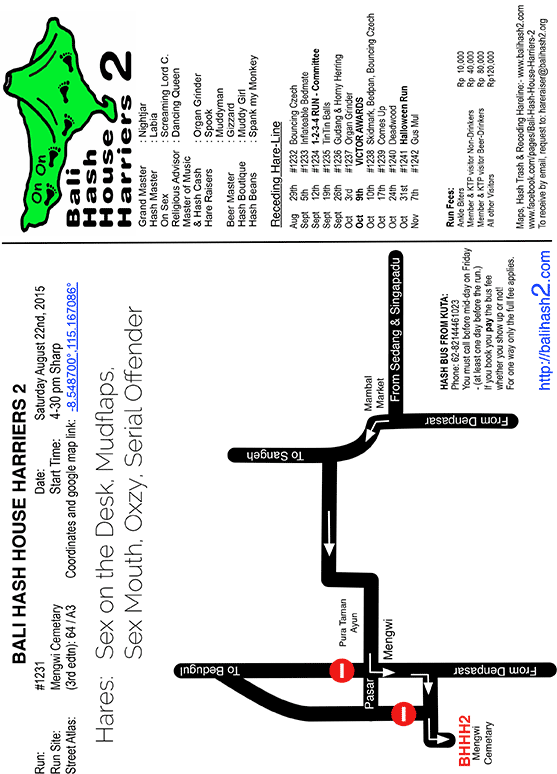 BALI HASH HOUSE HARRIERS 2
Run: #1231 Date: Saturday August 22nd, 2015
Run Site: Mengwi Cemetary Start Time: 4-30 pm Sharp
Street Atlas: (3rd edtn): 64 / A3 Coordinates and google map link: -8.548700°,115.167086°
Hares: Sex on the Desk, Mudflaps,
Sex Mouth, Oxzy, Serial Offender
To Bedugul
To Sangeh
Pura Taman
Ayun
Pasar
Mengwi
Mambal
Market
From Sedang & Singapadu
From Denpasar
From Denpasar
BHHH2
Mengwi
Cemetary
HASH BUS FROM KUTA:
Phone: 62-82144461023
You must call before mid-day on Friday
- (at least one day before the run.)
If you book you pay the bus fee
whether you show up or not!
For one way only the full fee applies.
http://balihash2.com
On On
Bali
Hash
House
Harriers 2
Grand Master : Nightjar
Hash Master : Labia
On Sex : Screaming Lord C.
Religious Advisor : Dancing Queen
Master of Music
& Hash Cash : Organ Grinder
Hare Raisers : Spook
: Muddyman
Beer Master : Gizzard
Hash Boutique : Muddy Girl
Hash Beans : Spank my Monkey
Receding Hare-Line
Aug 29th #1232 Bouncing Czech
Sept 5th #1233 Inflateable Bedmate
Sept 12th #1234 1-2-3-4 RUN - Committee
Sept 19th #1235 TinTin Balls
Sept 26th #1236 Gudang & Horny Herring
Oct 3rd #1237 Organ Grinder
Oct 9th VICTOR AWARDS
Oct 10th #1238 Skidmark, Bedpan, Bouncing Czech
Oct 17th #1239 Comes Up
Oct 24th #1240 Deadwood
Oct 31st #1241 Halloween Run
Nov 7th #1242 Gus Mul
Run Fees:
Ankle Biters Rp 10,000
Member & KTP visitor Non-Drinkers Rp 40,000
Member & KTP visitor Beer-Drinkers Rp 80,000
All other Visitors Rp120,000
Maps, Hash Trash & Receding Hareline:- www.balihash2.com
www.facebook.com/pages/Bali-Hash-House-Harriers-2
To receive by email, request to: hareraiser@balihash2.org